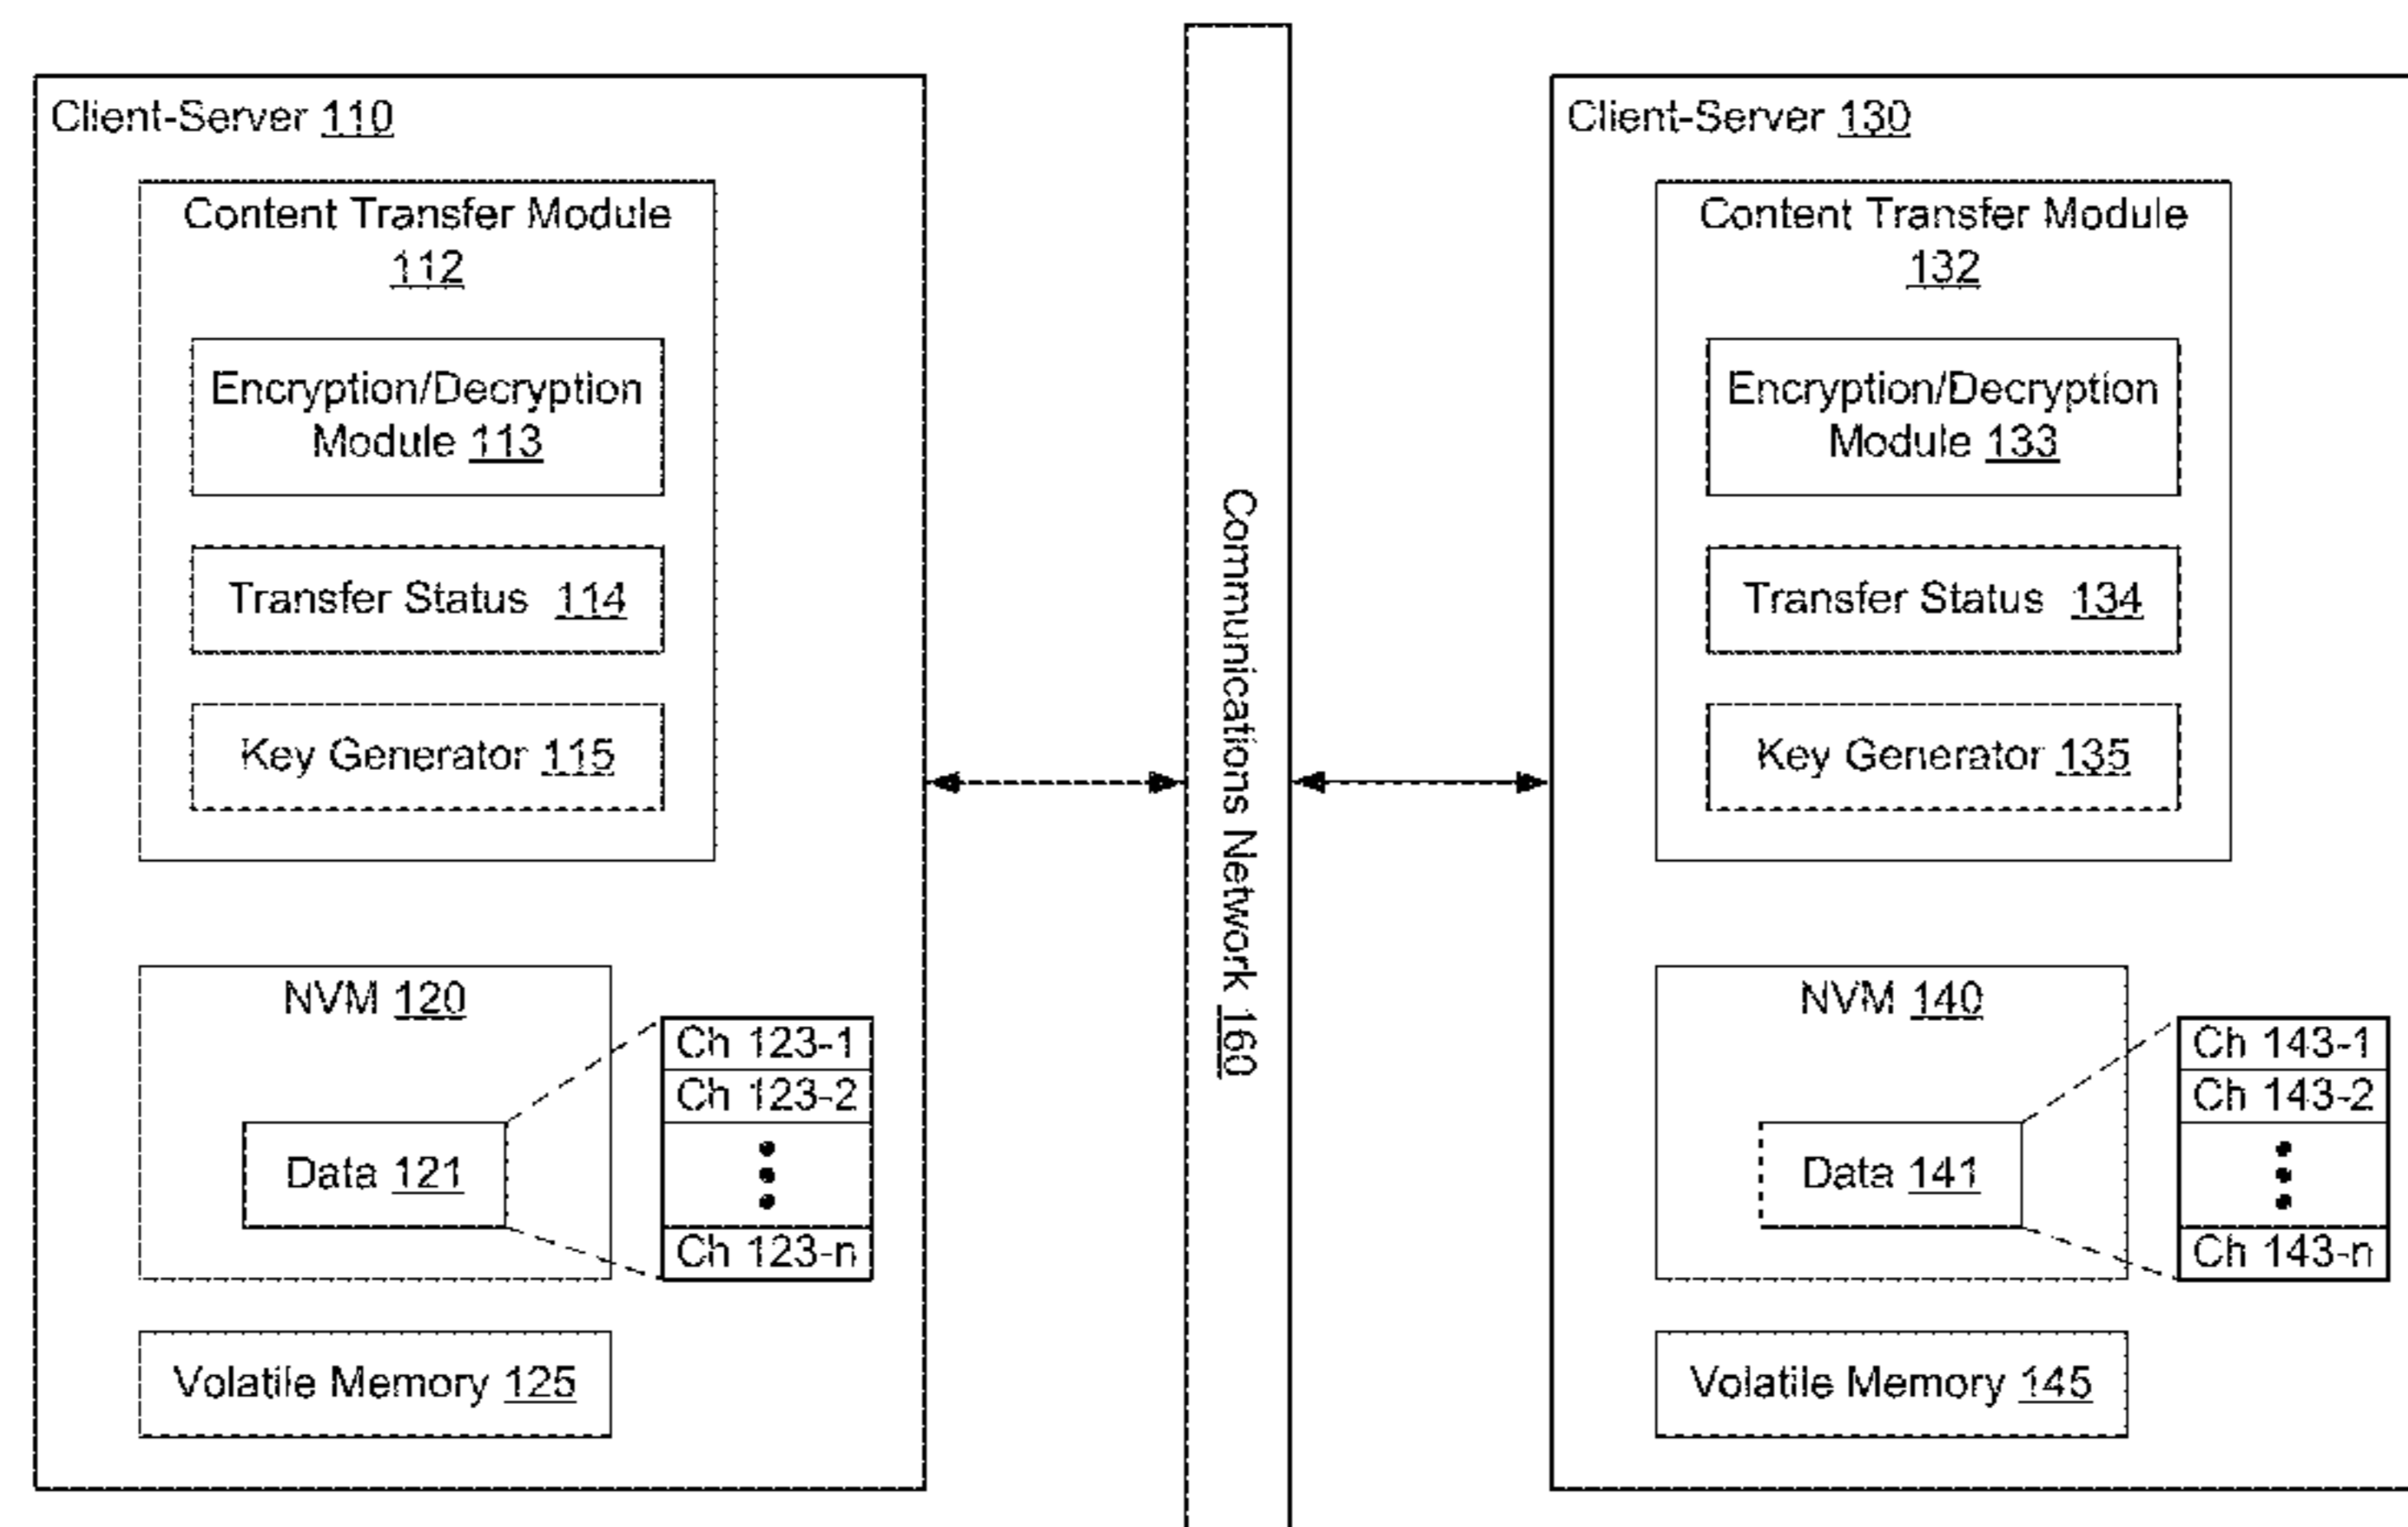 Client-Server 110
Content Transfer Module
112
Encryption/Decryption
Module 113
Transfer Status 114
Key Generator 115
NVM 120
Data 121
Ch 123-1
Ch 123-2
Ch 123-n
Volatile Memory 125
Communications Network 160
Client-Server 130
Content Transfer Module
132
Encryption/Decryption
Module 133
Transfer Status 134
Key Generator 135
NVM 140
Data 141
Ch 143-1
Ch 143-2
Ch 143-n
Volatile Memory 145